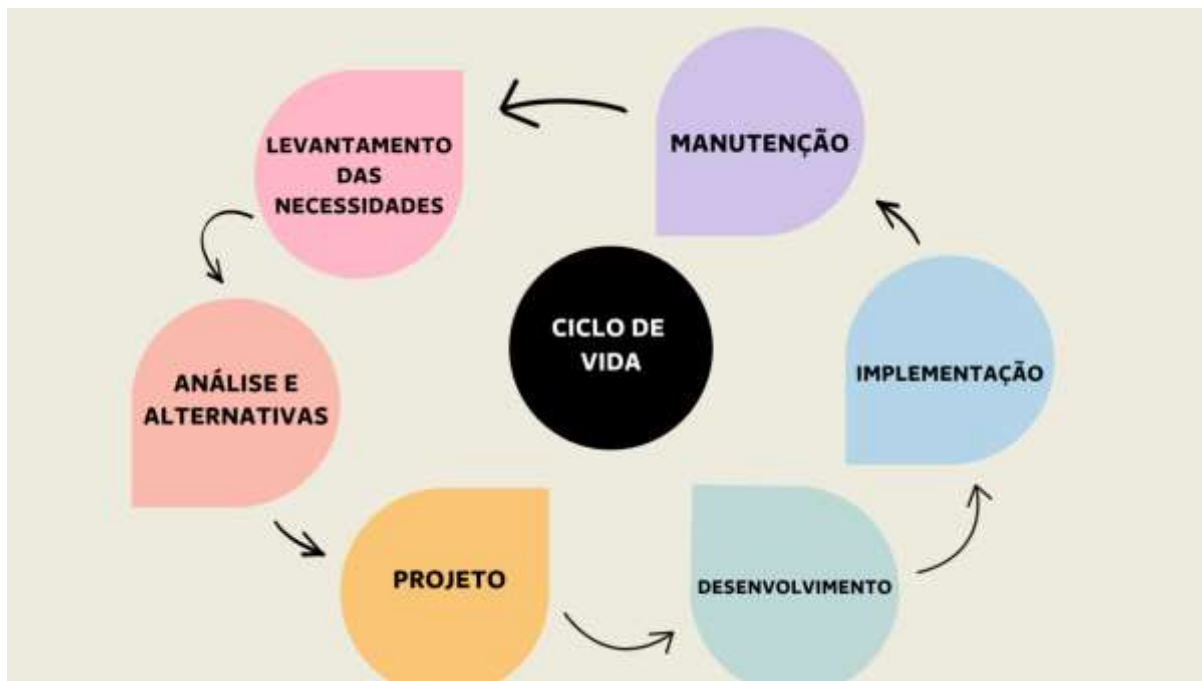 LEVANTAMENTO
DAS
NECESSIDADES
MANUTENÇÃO
CICLO DE
VIDA
ANÁLISE E
ALTERNATIVAS
IMPLEMENTAÇÃO
PROJETO
DESENVOLVIMENTO